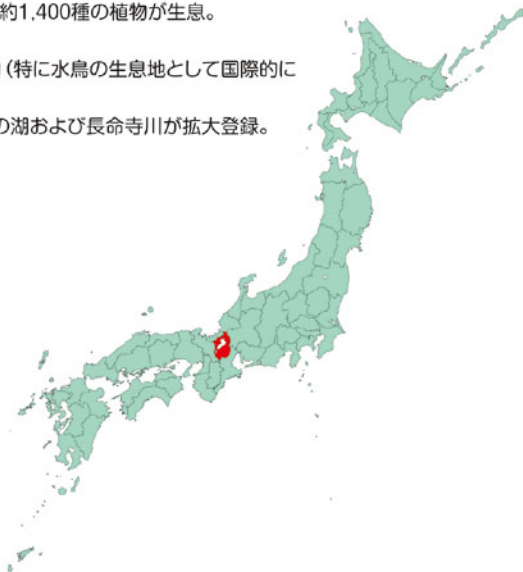 約1,400種の植物が生息。
(特に水鳥の生息地として国際的に
の湖および長命寺川が拡大登録。